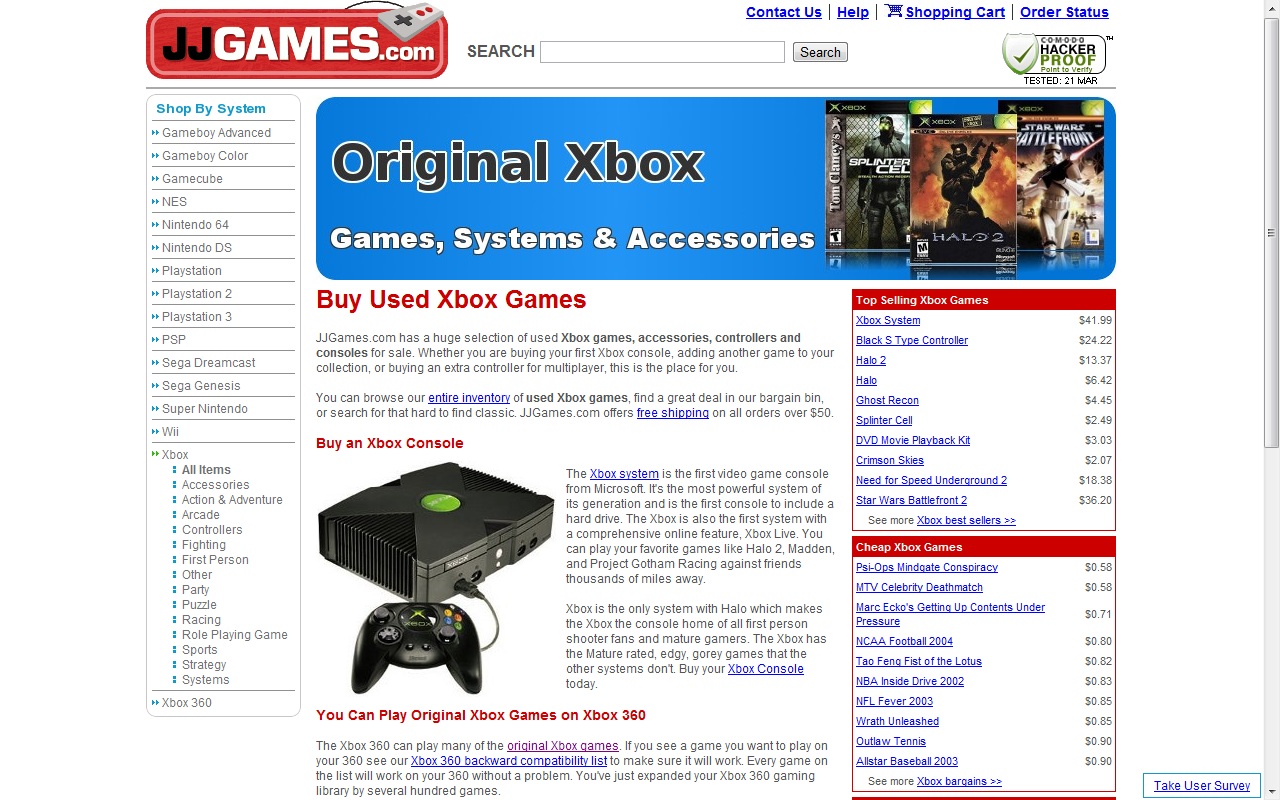 JJGAMES.com
Contact Us | Help | Shopping Cart | Order Status
SEARCH Search
COMODO
HACKER
PROOF
Point to Verify
TM
TESTED: 21 MAR
Shop By System
Gameboy Advanced
Gameboy Color
Gamecube
NES
Nintendo 64
Nintendo DS
Playstation
Playstation 2
Playstation 3
PSP
Sega Dreamcast
Sega Genesis
Super Nintendo
Wii
Xbox
All Items
Accessories
Action & Adventure
Arcade
Controllers
Fighting
First Person
Other
Party
Puzzle
Racing
Role Playing Game
Sports
Strategy
Systems
Xbox 360
Original Xbox
Games, Systems & Accessories
XBOX
Tom Clancy's
SPLINTER
CELL
XBOX
HALO 2
XBOX
STAR WARS
BATTLEFRONT
Buy Used Xbox Games
JJGames.com has a huge selection of used Xbox games, accessories, controllers and
consoles for sale. Whether you are buying your first Xbox console, adding another game to your
collection, or buying an extra controller for multiplayer, this is the place for you.
You can browse our entire inventory of used Xbox games, find a great deal in our bargain bin,
or search for that hard to find classic. JJGames.com offers free shipping on all orders over $50.
Buy an Xbox Console
XBOX
XBOX
The Xbox system is the first video game console
from Microsoft. It's the most powerful system of
its generation and is the first console to include a
hard drive. The Xbox is also the first system with
a comprehensive online feature, Xbox Live. You
can play your favorite games like Halo 2, Madden,
and Project Gotham Racing against friends
thousands of miles away.
Xbox is the only system with Halo which makes
the Xbox the console home of all first person
shooter fans and mature gamers. The Xbox has
the Mature rated, edgy, gorey games that the
other systems don't. Buy your Xbox Console
today.
You Can Play Original Xbox Games on Xbox 360
The Xbox 360 can play many of the original Xbox games. If you see a game you want to play on
your 360 see our Xbox 360 backward compatibility list to make sure it will work. Every game on
the list will work on your 360 without a problem. You've just expanded your Xbox 360 gaming
library by several hundred games.
Top Selling Xbox Games
Xbox System $41.99
Black S Type Controller $24.22
Halo 2 $13.37
Halo $6.42
Ghost Recon $4.45
Splinter Cell $2.49
DVD Movie Playback Kit $3.03
Crimson Skies $2.07
Need for Speed Underground 2 $18.38
Star Wars Battlefront 2 $36.20
See more Xbox best sellers >>
Cheap Xbox Games
Psi-Ops Mindgate Conspiracy $0.58
MTV Celebrity Deathmatch $0.58
Marc Ecko's Getting Up Contents Under
Pressure $0.71
NCAA Football 2004 $0.80
Tao Feng Fist of the Lotus $0.82
NBA Inside Drive 2002 $0.83
NFL Fever 2003 $0.85
Wrath Unleashed $0.85
Outlaw Tennis $0.90
Allstar Baseball 2003 $0.90
See more Xbox bargains >>
Take User Survey